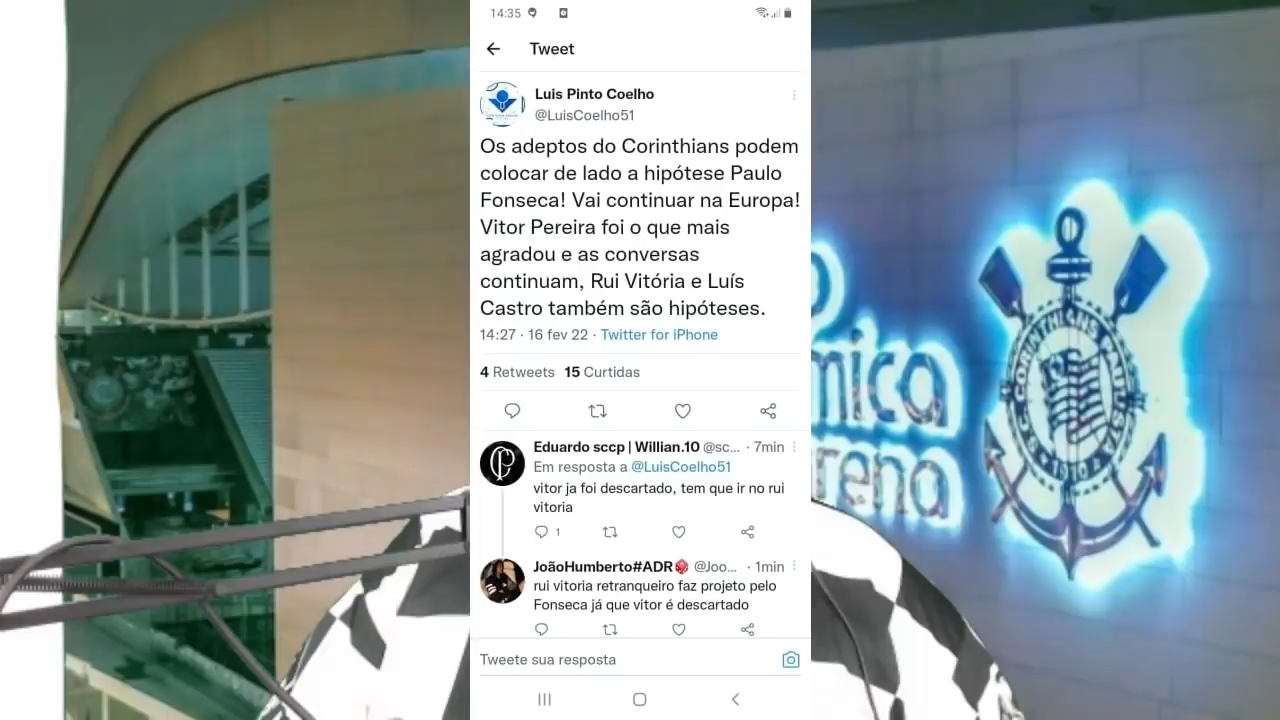 14:35
Tweet
Luis Pinto Coelho
@LuisCoelho51
Os adeptos do Corinthians podem
colocar de lado a hipótese Paulo
Fonseca! Vai continuar na Europa!
Vitor Pereira foi o que mais
agradou e as conversas
continuam, Rui Vitória e Luís
Castro também são hipóteses.
14:27 · 16 fev 22 · Twitter for iPhone
4 Retweets 15 Curtidas
Eduardo sccp | Willian.10 @sc... · 7min
Em resposta a @LuisCoelho51
vitor ja foi descartado, tem que ir no rui
vitoria
1
JoãoHumberto#ADR @Joo... · 1min
rui vitoria retranqueiro faz projeto pelo
Fonseca já que vitor é descartado
Tweete sua resposta
mica
rena
S.C. CORINTHIANS PAULISTA
1910